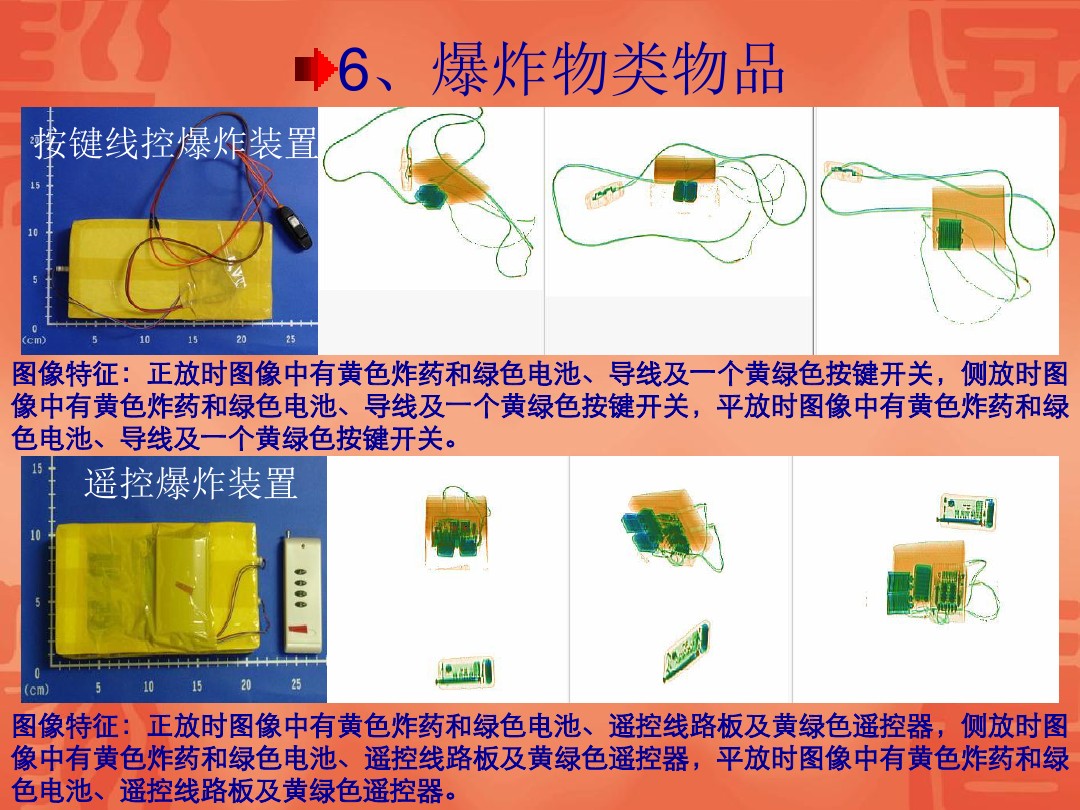 6、爆炸物类物品
按键线控爆炸装置
20
15
10
5
0
(cm) 5 10 15 20 25
图像特征：正放时图像中有黄色炸药和绿色电池、导线及一个黄绿色按键开关，侧放时图
像中有黄色炸药和绿色电池、导线及一个黄绿色按键开关，平放时图像中有黄色炸药和绿
色电池、导线及一个黄绿色按键开关。
遥控爆炸装置
15
10
5
0
(cm) 5 10 15 20 25
图像特征：正放时图像中有黄色炸药和绿色电池、遥控线路板及黄绿色遥控器，侧放时图
像中有黄色炸药和绿色电池、遥控线路板及黄绿色遥控器，平放时图像中有黄色炸药和绿
色电池、遥控线路板及黄绿色遥控器。